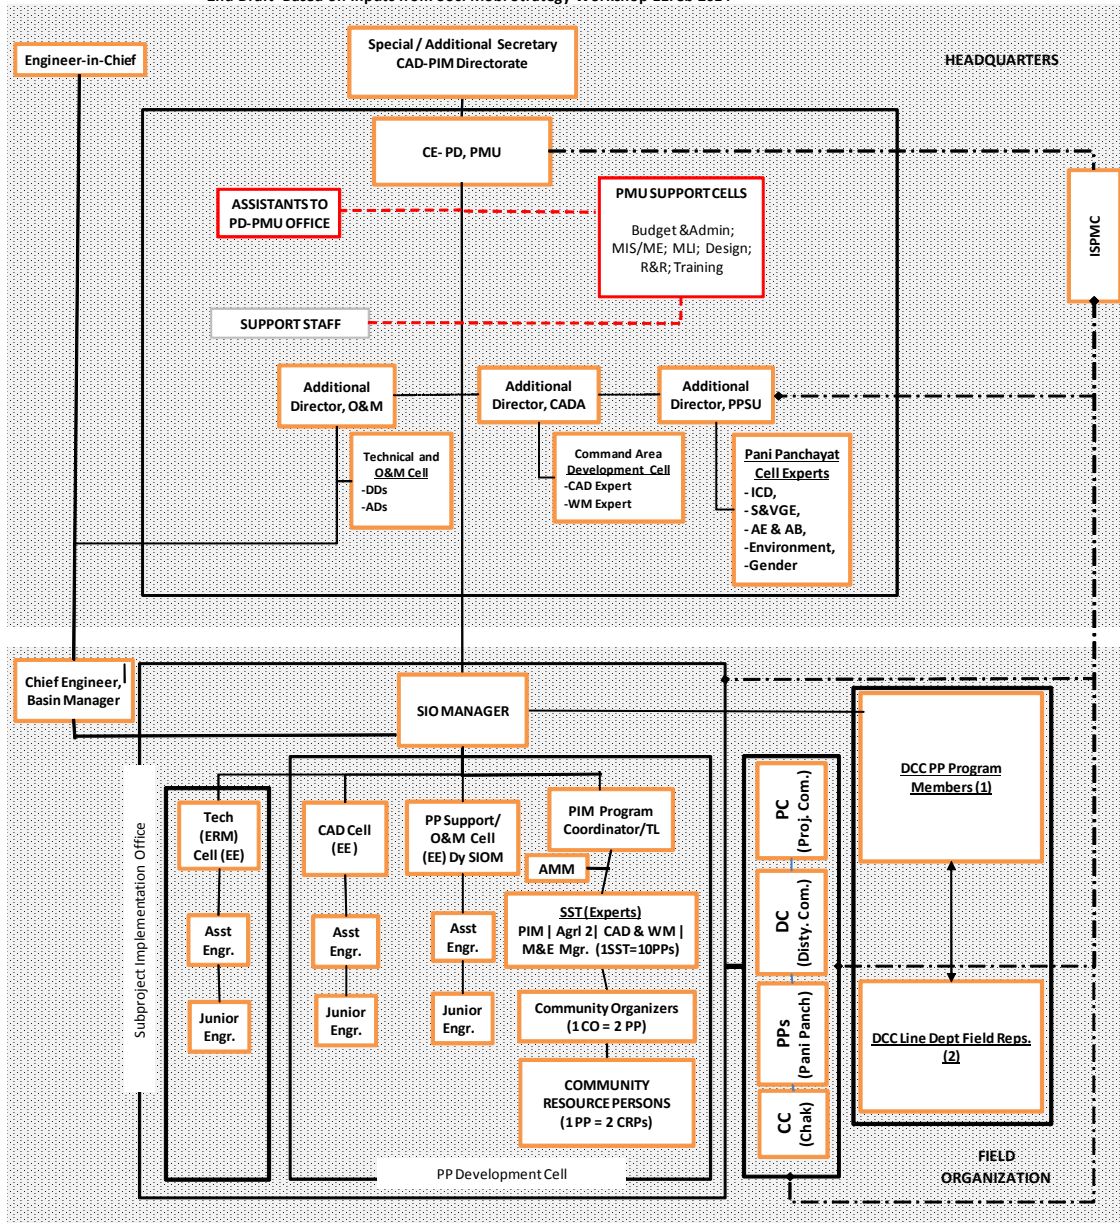 Engineer-in-Chief
Special / Additional Secretary
CAD-PIM Directorate
HEADQUARTERS
CE- PD, PMU
ISPMC
ASSISTANTS TO
PD-PMU OFFICE
PMU SUPPORT CELLS
Budget &Admin;
MIS/ME; MLI; Design;
R&R; Training
SUPPORT STAFF
Additional
Director, O&M
Additional
Director, CADA
Additional
Director, PPSU
Technical and
O&M Cell
-DDs
-ADs
Command Area
Development Cell
-CAD Expert
-WM Expert
Pani Panchayat
Cell Experts
- ICD,
- S&VGE,
- AE & AB,
-Environment,
-Gender
Chief Engineer,
Basin Manager
SIO MANAGER
Subproject Implementation Office
Tech
(ERM)
Cell (EE)
Asst
Engr.
Junior
Engr.
CAD Cell
(EE)
Asst
Engr.
Junior
Engr.
PP Support/
O&M Cell
(EE) Dy SIOM
Asst
Engr.
Junior
Engr.
PIM Program
Coordinator/TL
AMM
SST (Experts)
PIM | Agrl 2| CAD & WM |
M&E Mgr. (1SST=10PPs)
Community Organizers
(1 CO = 2 PP)
COMMUNITY
RESOURCE PERSONS
(1 PP = 2 CRPs)
PP Development Cell
PC
(Proj. Com.)
DC
(Disty. Com.)
PPs
(Pani Panch)
CC
(Chak)
DCC PP Program
Members (1)
DCC Line Dept Field Reps.
(2)
FIELD
ORGANIZATION